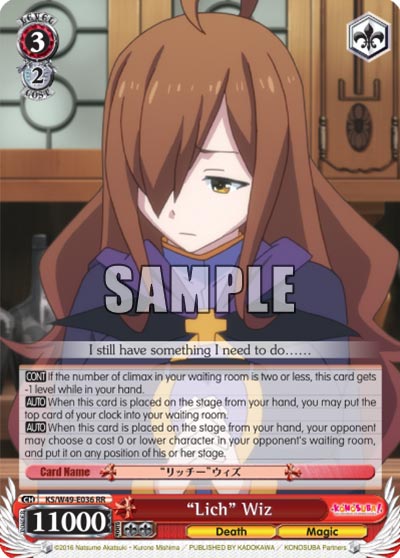 LEVEL
3
2
COST
SAMPLE
I still have something I need to do……
CONT If the number of climax in your waiting room is two or less, this card gets
-1 level while in your hand.
AUTO When this card is placed on the stage from your hand, you may put the
top card of your clock into your waiting room.
AUTO When this card is placed on the stage from your hand, your opponent
may choose a cost 0 or lower character in your opponent's waiting room,
and put it on any position of his or her stage.
Card Name
"リッチー"ウィズ
CH KS/W49-E036 RR
KONOSUBA!
11000
"Lich" Wiz
Death
Magic
©2016 Natsume Akatsuki・Kurone Mishima / PUBLISHED BY KADOKAWA / KONOSUBA Partners